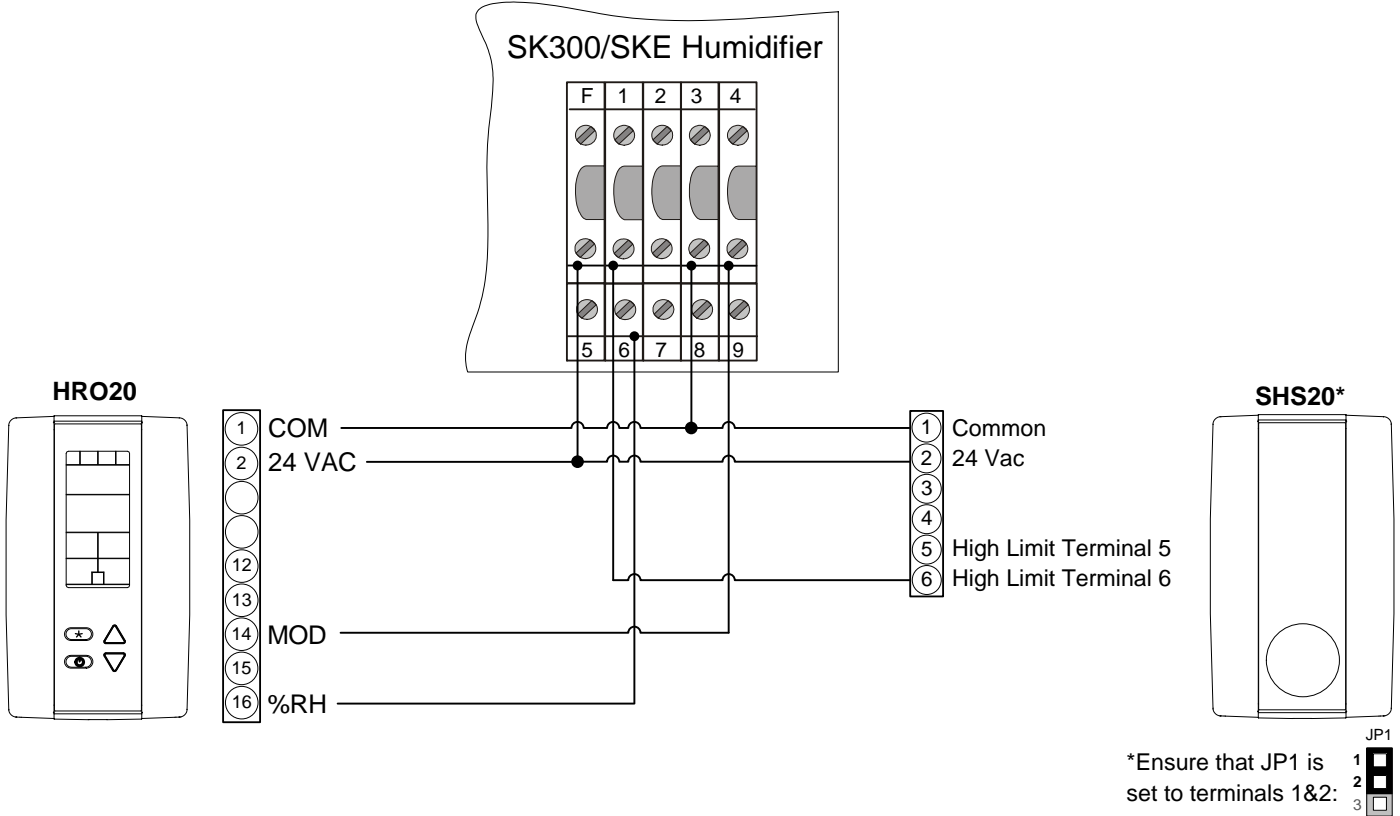 SK300/SKE Humidifier
F 1 2 3 4
5 6 7 8 9
HRO20
1 COM
2 24 VAC
12
13
14 MOD
15
16 %RH
SHS20*
1 Common
2 24 Vac
3
4
5 High Limit Terminal 5
6 High Limit Terminal 6
JP1
*Ensure that JP1 is
set to terminals 1&2:
1
2
3